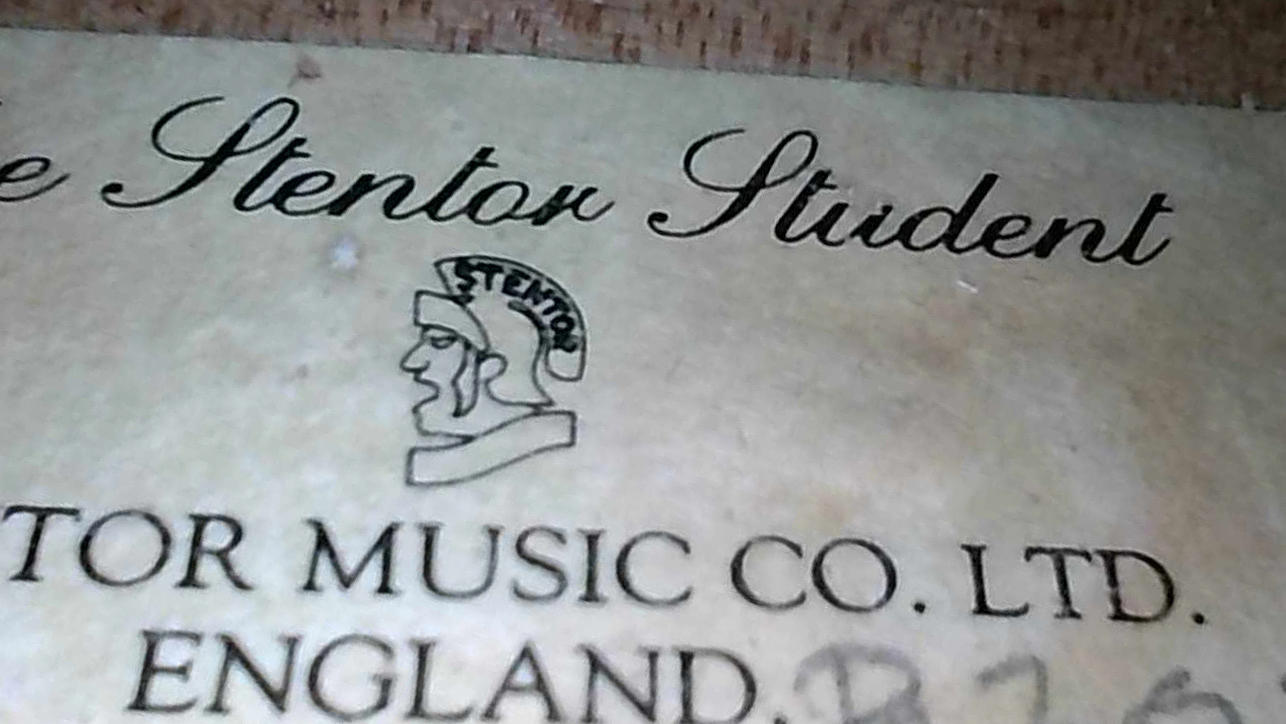 e Stentor Student
STENTOR
TOR MUSIC CO. LTD.
ENGLAND.